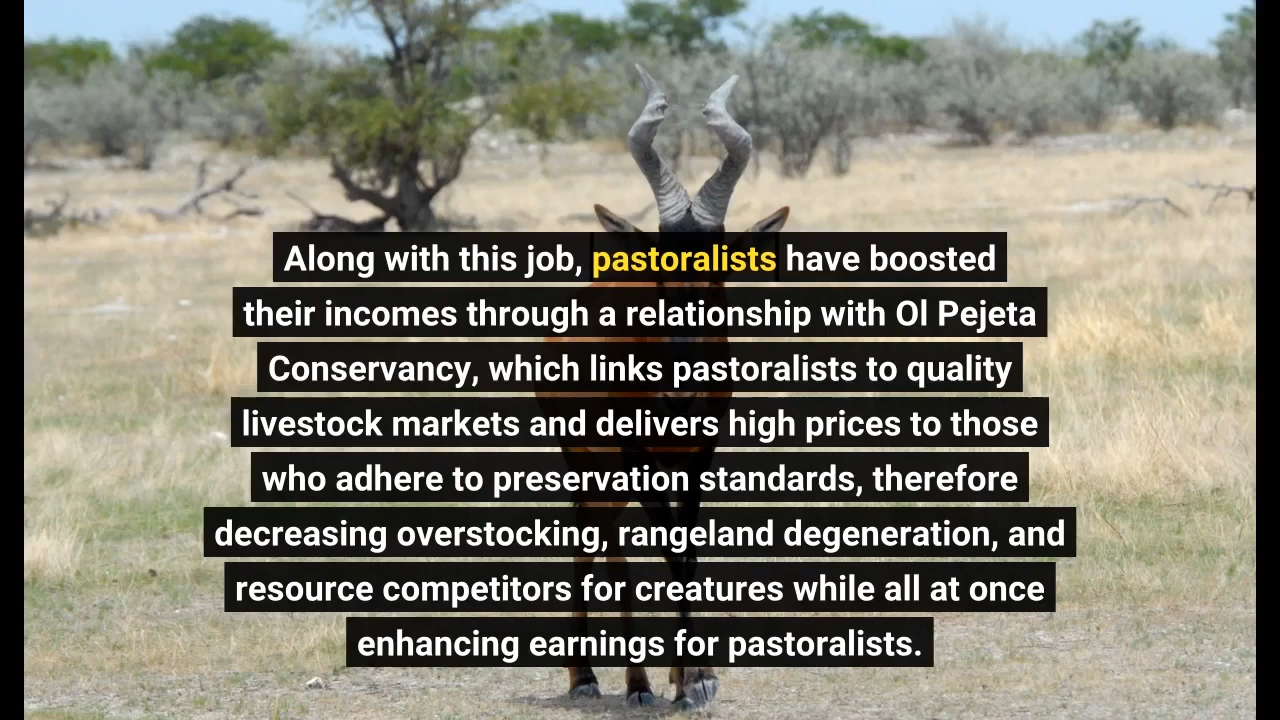 Along with this job, pastoralists have boosted
their incomes through a relationship with Ol Pejeta
Conservancy, which links pastoralists to quality
livestock markets and delivers high prices to those
who adhere to preservation standards, therefore
decreasing overstocking, rangeland degeneration, and
resource competitors for creatures while all at once
enhancing earnings for pastoralists.